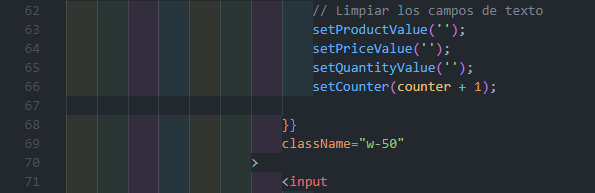 62 // Limpiar los campos de texto
63 setProductValue('');
64 setPriceValue('');
65 setQuantityValue('');
66 setCounter(counter + 1);
67
68 }}
69 className="w-50"
70 >
71 <input